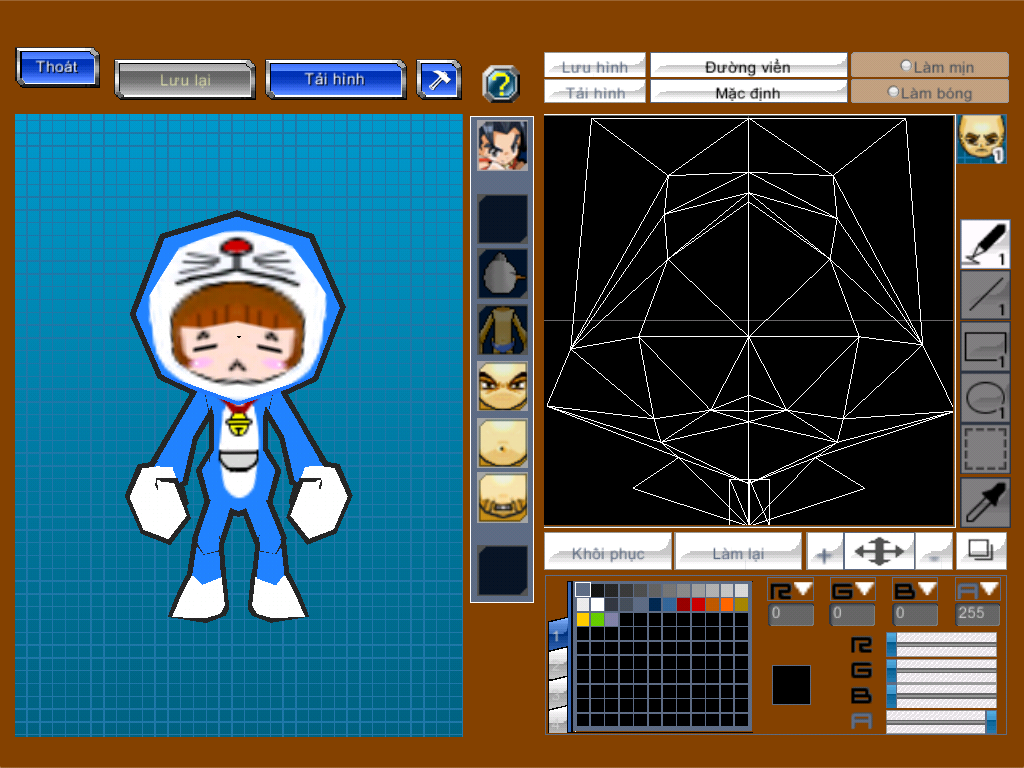 Thoát
Lưu lại
Tải hình
?
Lưu hình
Đường viền
Làm mịn
Tải hình
Mặc định
Làm bóng
1
1
1
1
1
Khôi phục
Làm lại
+
-
R
G
B
A
0
0
0
255
1
R
G
B
A